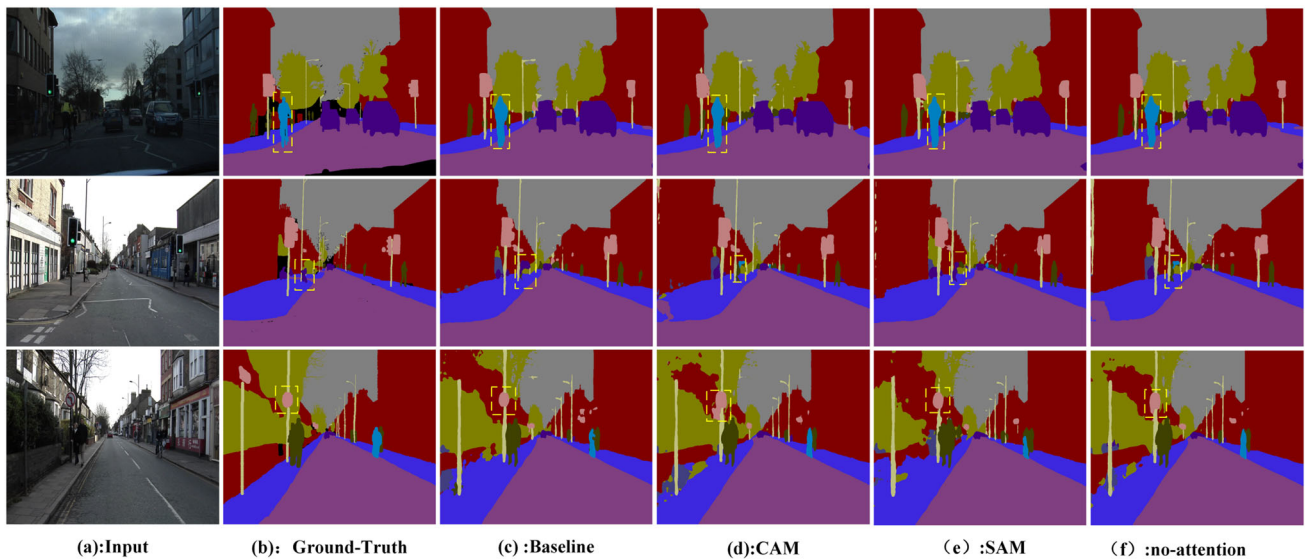 (a):Input (b): Ground-Truth (c) :Baseline (d):CAM （e）:SAM （f）:no-attention